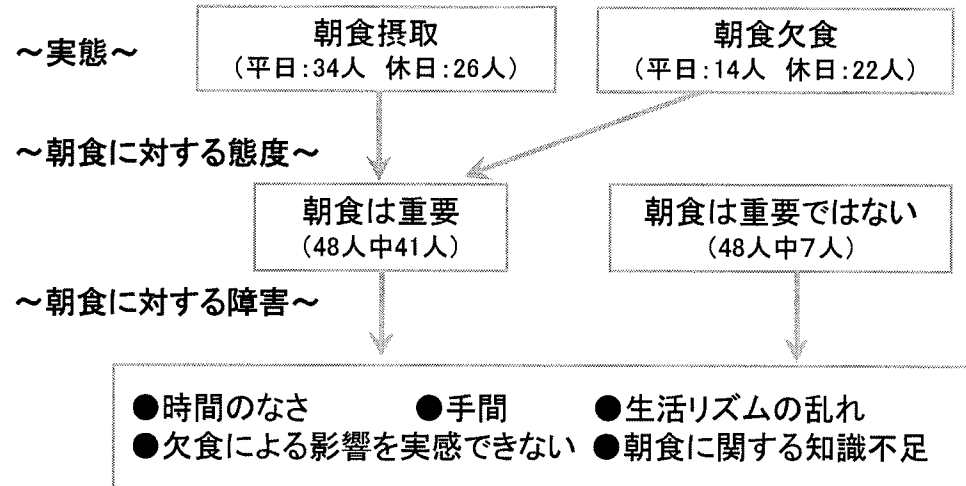 ～実態～
朝食摂取
（平日：34人 休日：26人）
朝食欠食
（平日：14人 休日：22人）
～朝食に対する態度～
朝食は重要
（48人中41人）
朝食は重要ではない
（48人中7人）
～朝食に対する障害～
●時間のなさ ●手間 ●生活リズムの乱れ
●欠食による影響を実感できない ●朝食に関する知識不足